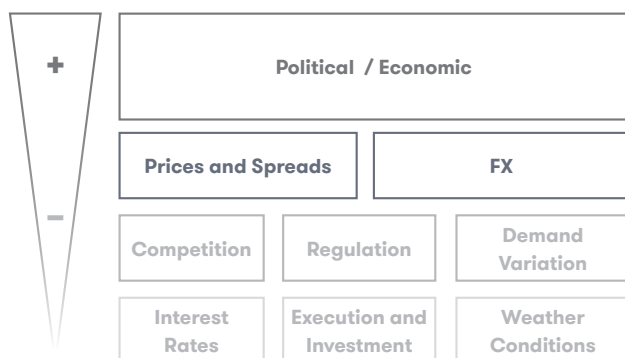 +
Political / Economic
Prices and Spreads
FX
–
Competition
Regulation
Demand
Variation
Interest
Rates
Execution and
Investment
Weather
Conditions